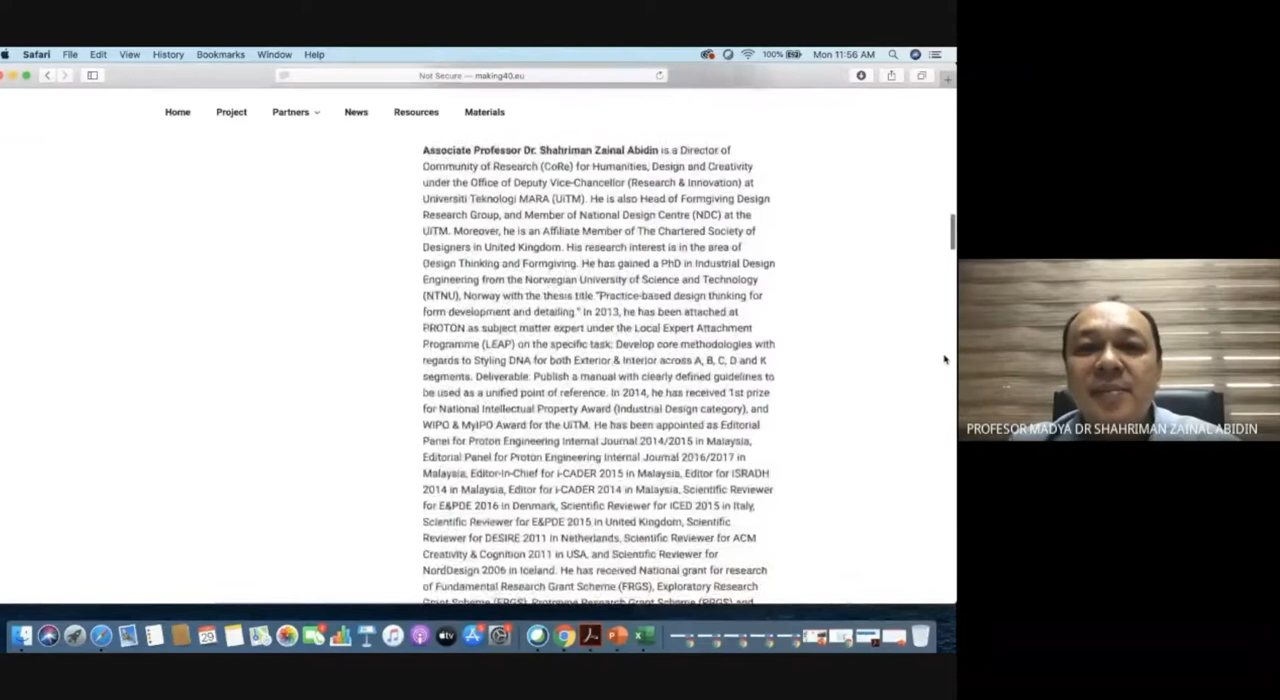 Safari File Edit View History Bookmarks Window Help
100% Mon 11:56 AM
Not Secure — making40.eu
Home Project Partners News Resources Materials
Associate Professor Dr. Shahriman Zainal Abidin is a Director of
Community of Research (CoRe) for Humanities, Design and Creativity
under the Office of Deputy Vice-Chancellor (Research & Innovation) at
Universiti Teknologi MARA (UiTM). He is also Head of Formgiving Design
Research Group, and Member of National Design Centre (NDC) at the
UiTM. Moreover, he is an Affiliate Member of The Chartered Society of
Designers in United Kingdom. His research interest is in the area of
Design Thinking and Formgiving. He has gained a PhD in Industrial Design
Engineering from the Norwegian University of Science and Technology
(NTNU), Norway with the thesis title "Practice-based design thinking for
form development and detailing." In 2013, he has been attached at
PROTON as subject matter expert under the Local Expert Attachment
Programme (LEAP) on the specific task; Develop core methodologies with
regards to Styling DNA for both Exterior & Interior across A, B, C, D and K
segments. Deliverable: Publish a manual with clearly defined guidelines to
be used as a unified point of reference. In 2014, he has received 1st prize
for National Intellectual Property Award (Industrial Design category), and
WIPO & MyIPO Award for the UiTM. He has been appointed as Editorial
Panel for Proton Engineering Internal Journal 2014/2015 in Malaysia,
Editorial Panel for Proton Engineering Internal Journal 2016/2017 in
Malaysia, Editor-In-Chief for i-CADER 2015 in Malaysia, Editor for ISRADH
2014 in Malaysia, Editor for i-CADER 2014 in Malaysia, Scientific Reviewer
for E&PDE 2016 in Denmark, Scientific Reviewer for ICED 2015 in Italy,
Scientific Reviewer for E&PDE 2015 in United Kingdom, Scientific
Reviewer for DESIRE 2011 in Netherlands, Scientific Reviewer for ACM
Creativity & Cognition 2011 in USA, and Scientific Reviewer for
NordDesign 2006 in Iceland. He has received National grant for research
of Fundamental Research Grant Scheme (FRGS), Exploratory Research
Grant Scheme (ERGS), Prototype Research Grant Scheme (PRGS) and
PROFESOR MADYA DR SHAHRIMAN ZAINAL ABIDIN
29
tv